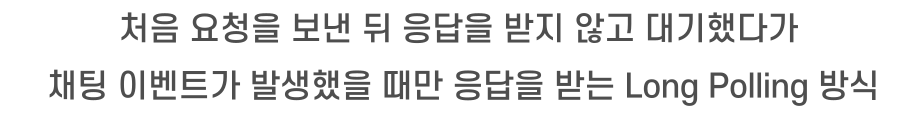 처음 요청을 보낸 뒤 응답을 받지 않고 대기했다가
채팅 이벤트가 발생했을 때만 응답을 받는 Long Polling 방식